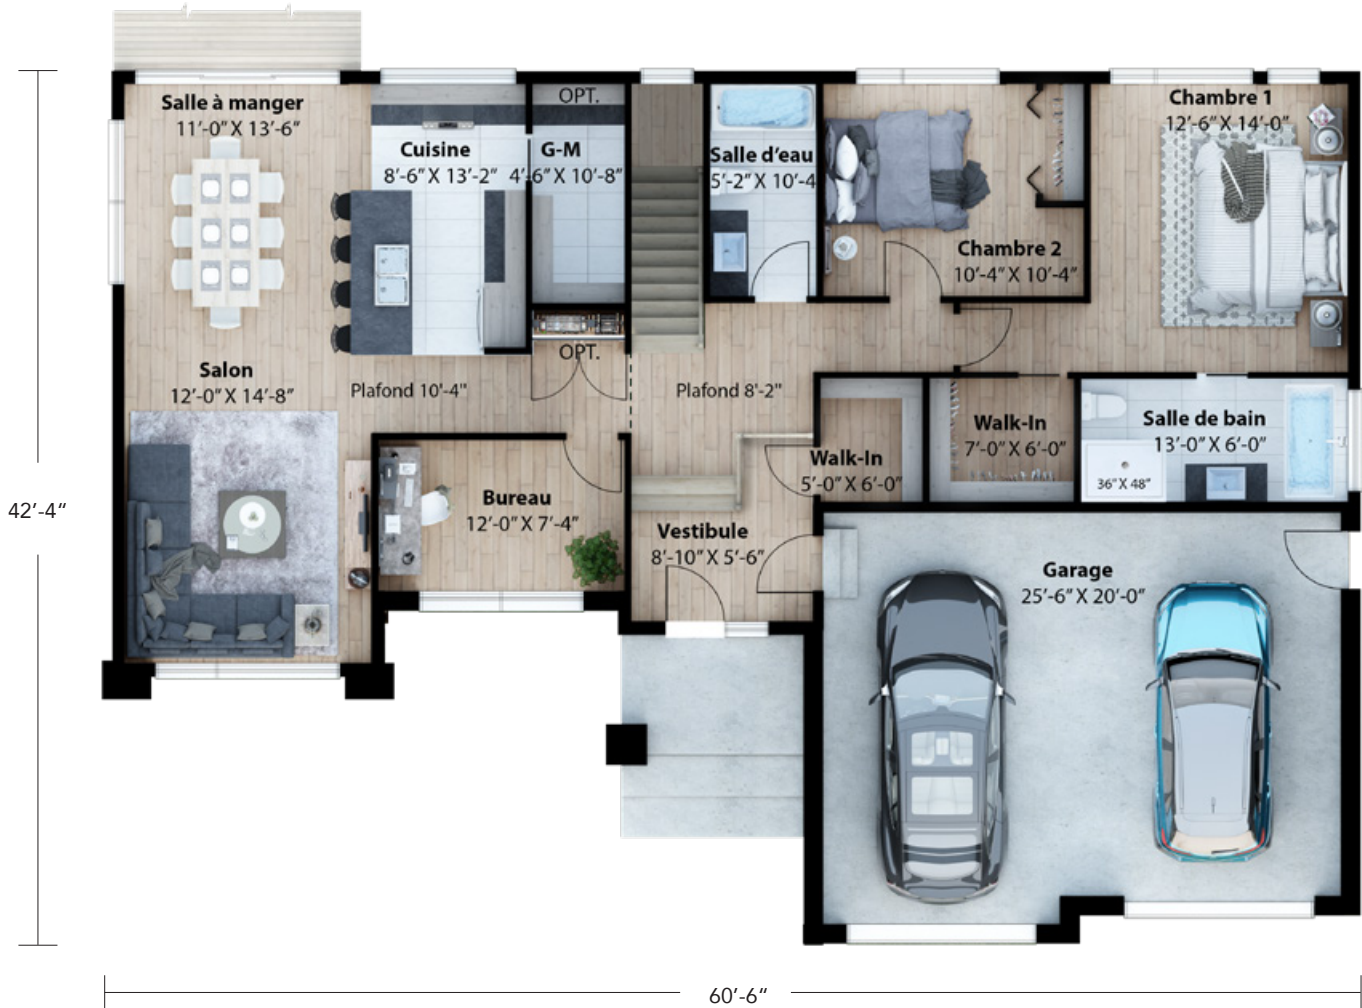 Salle à manger
11'-0" X 13'-6"
Cuisine
8'-6" X 13'-2"
OPT.
G-M
4'-6" X 10'-8"
Salle d'eau
5'-2" X 10'-4
Chambre 2
10'-4" X 10'-4"
Chambre 1
12'-6" X 14'-0"
Salon
12'-0" X 14'-8"
Plafond 10'-4"
OPT.
Plafond 8'-2"
Walk-In
5'-0" X 6'-0"
Walk-In
7'-0" X 6'-0"
Salle de bain
13'-0" X 6'-0"
36" X 48"
Bureau
12'-0" X 7'-4"
Vestibule
8'-10" X 5'-6"
Garage
25'-6" X 20'-0"
42'-4"
60'-6"